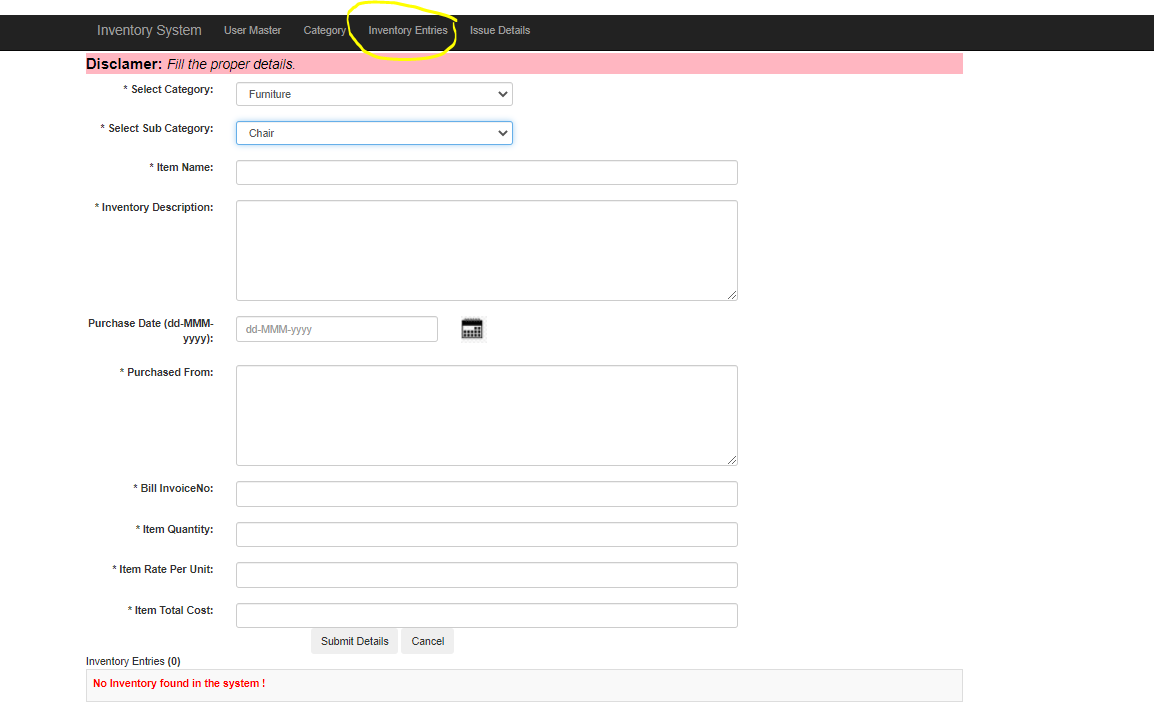 Inventory System User Master Category Inventory Entries Issue Details
Disclamer: Fill the proper details.
* Select Category: Furniture
* Select Sub Category: Chair
* Item Name:
* Inventory Description:
Purchase Date (dd-MMM-
yyyy): dd-MMM-yyyy
* Purchased From:
* Bill InvoiceNo:
* Item Quantity:
* Item Rate Per Unit:
* Item Total Cost:
Submit Details Cancel
Inventory Entries (0)
No Inventory found in the system !